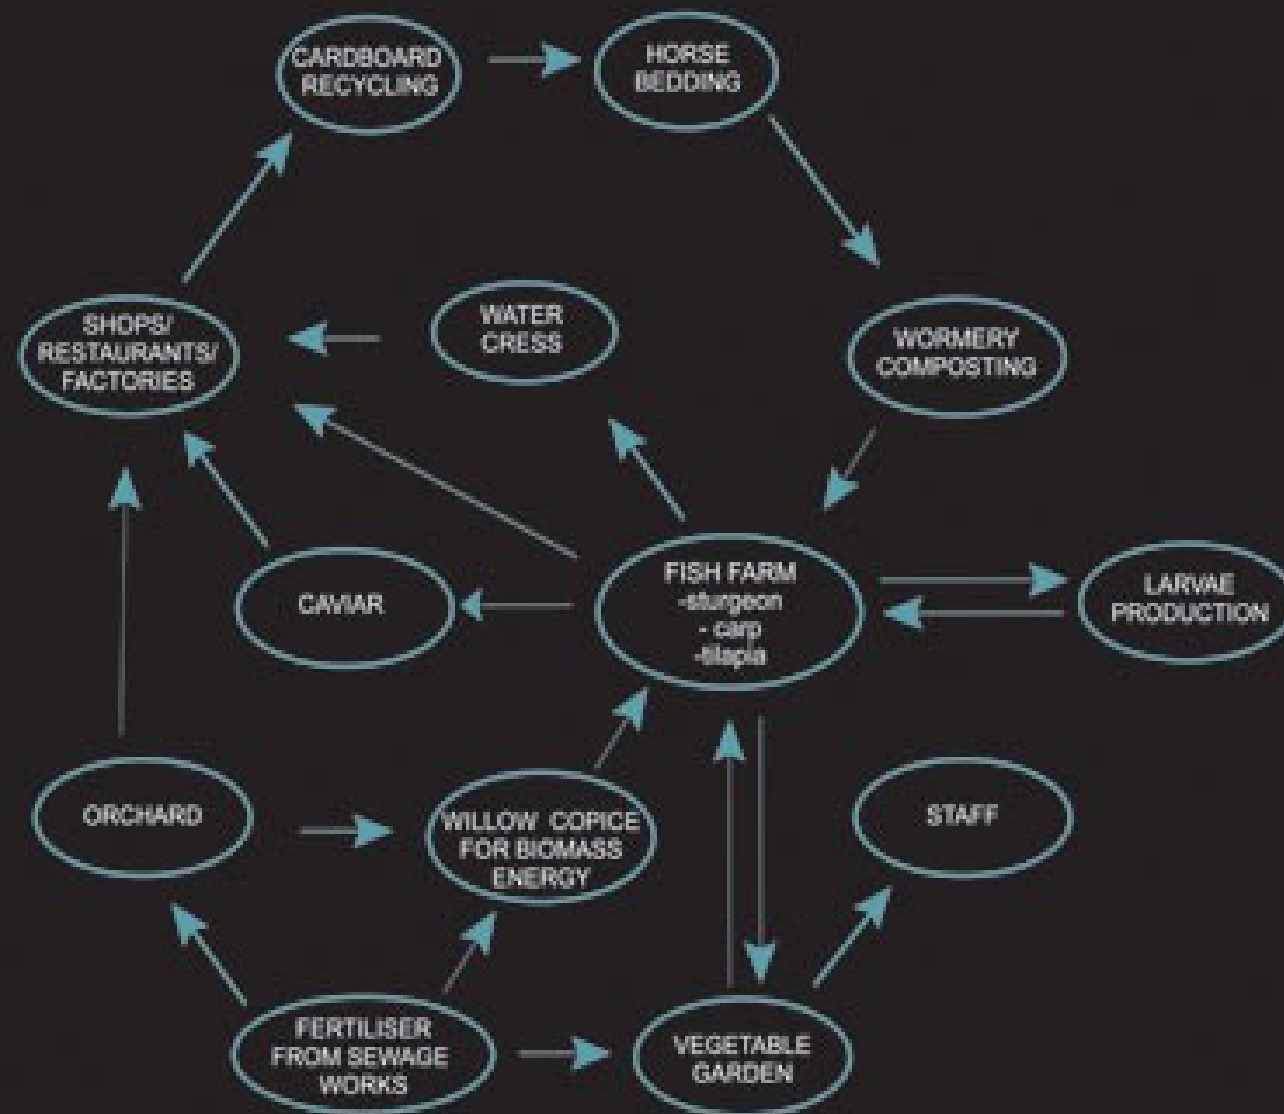 CARDBOARD
RECYCLING
HORSE
BEDDING
SHOPS/
RESTAURANTS/
FACTORIES
WATER
CRESS
WORMERY
COMPOSTING
CAVIAR
FISH FARM
-sturgeon
- carp
-tilapia
LARVAE
PRODUCTION
ORCHARD
WILLOW COPICE
FOR BIOMASS
ENERGY
STAFF
FERTILISER
FROM SEWAGE
WORKS
VEGETABLE
GARDEN